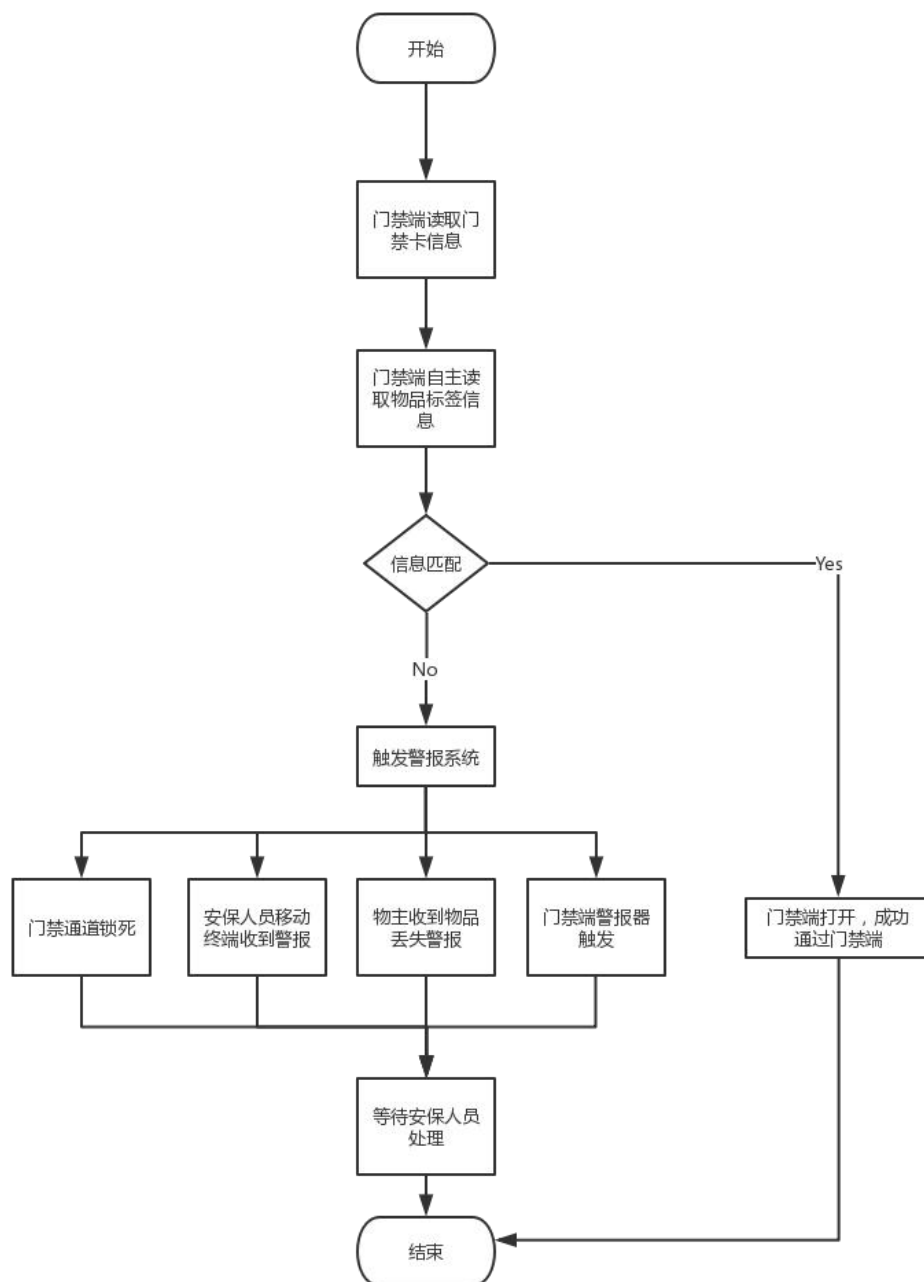 开始
门禁端读取门
禁卡信息
门禁端自主读
取物品标签信
息
信息匹配
Yes
No
触发警报系统
门禁通道锁死
安保人员移动
终端收到警报
物主收到物品
丢失警报
门禁端警报器
触发
门禁端打开，成功
通过门禁端
等待安保人员
处理
结束